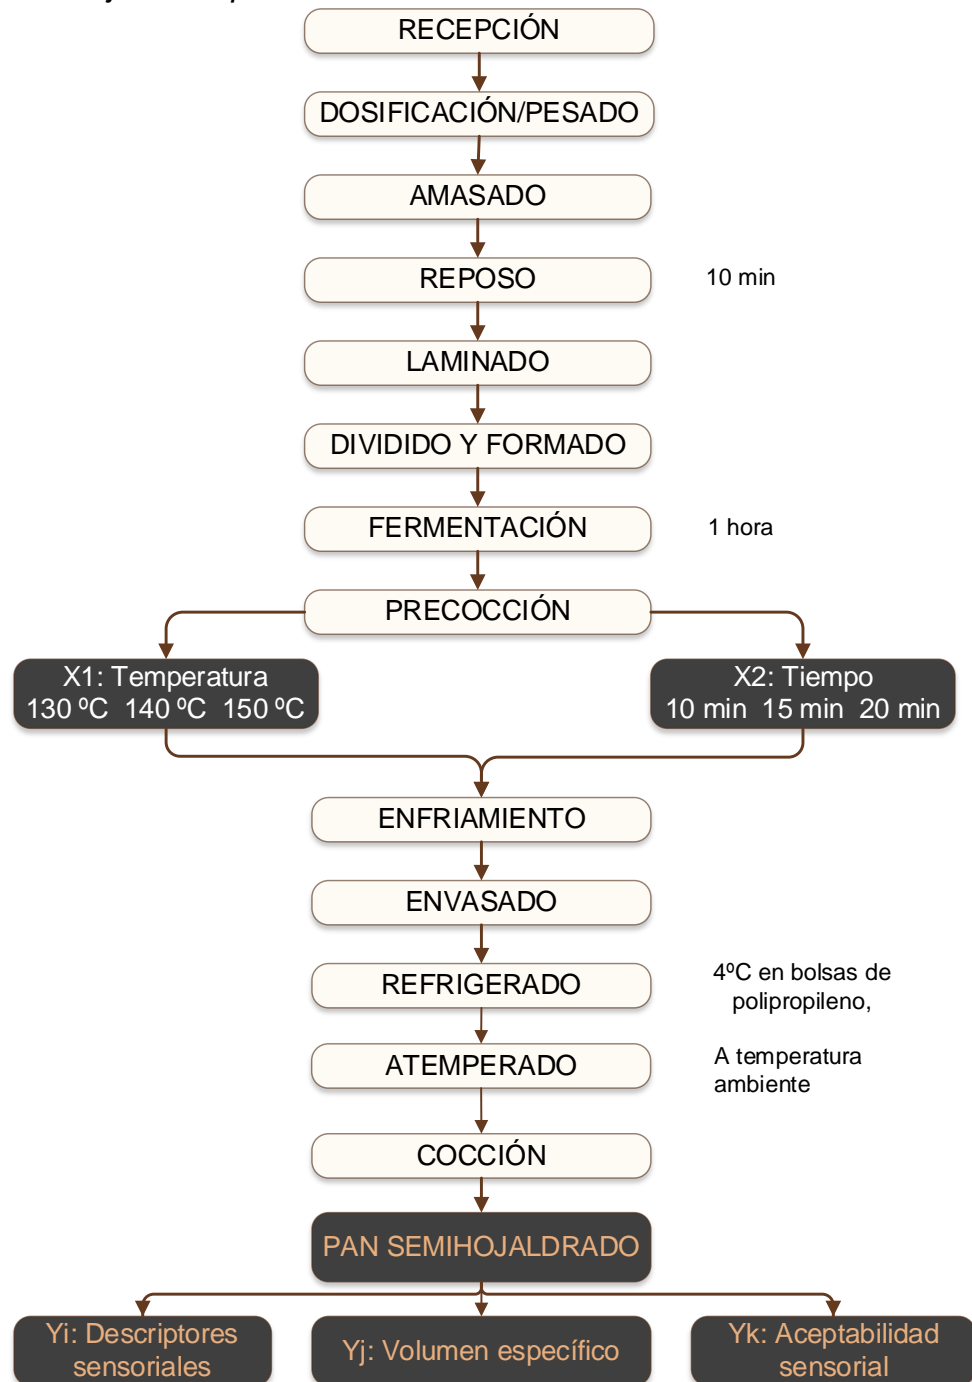 RECEPCIÓN
DOSIFICACIÓN/PESADO
AMASADO
REPOSO
10 min
LAMINADO
DIVIDIDO Y FORMADO
FERMENTACIÓN
1 hora
PRECOCCIÓN
X1: Temperatura
130 ºC 140 ºC 150 ºC
X2: Tiempo
10 min 15 min 20 min
ENFRIAMIENTO
ENVASADO
REFRIGERADO
4ºC en bolsas de
polipropileno,
ATEMPERADO
A temperatura
ambiente
COCCIÓN
PAN SEMIHOJALDRADO
Yi: Descriptores
sensoriales
Yj: Volumen específico
Yk: Aceptabilidad
sensorial